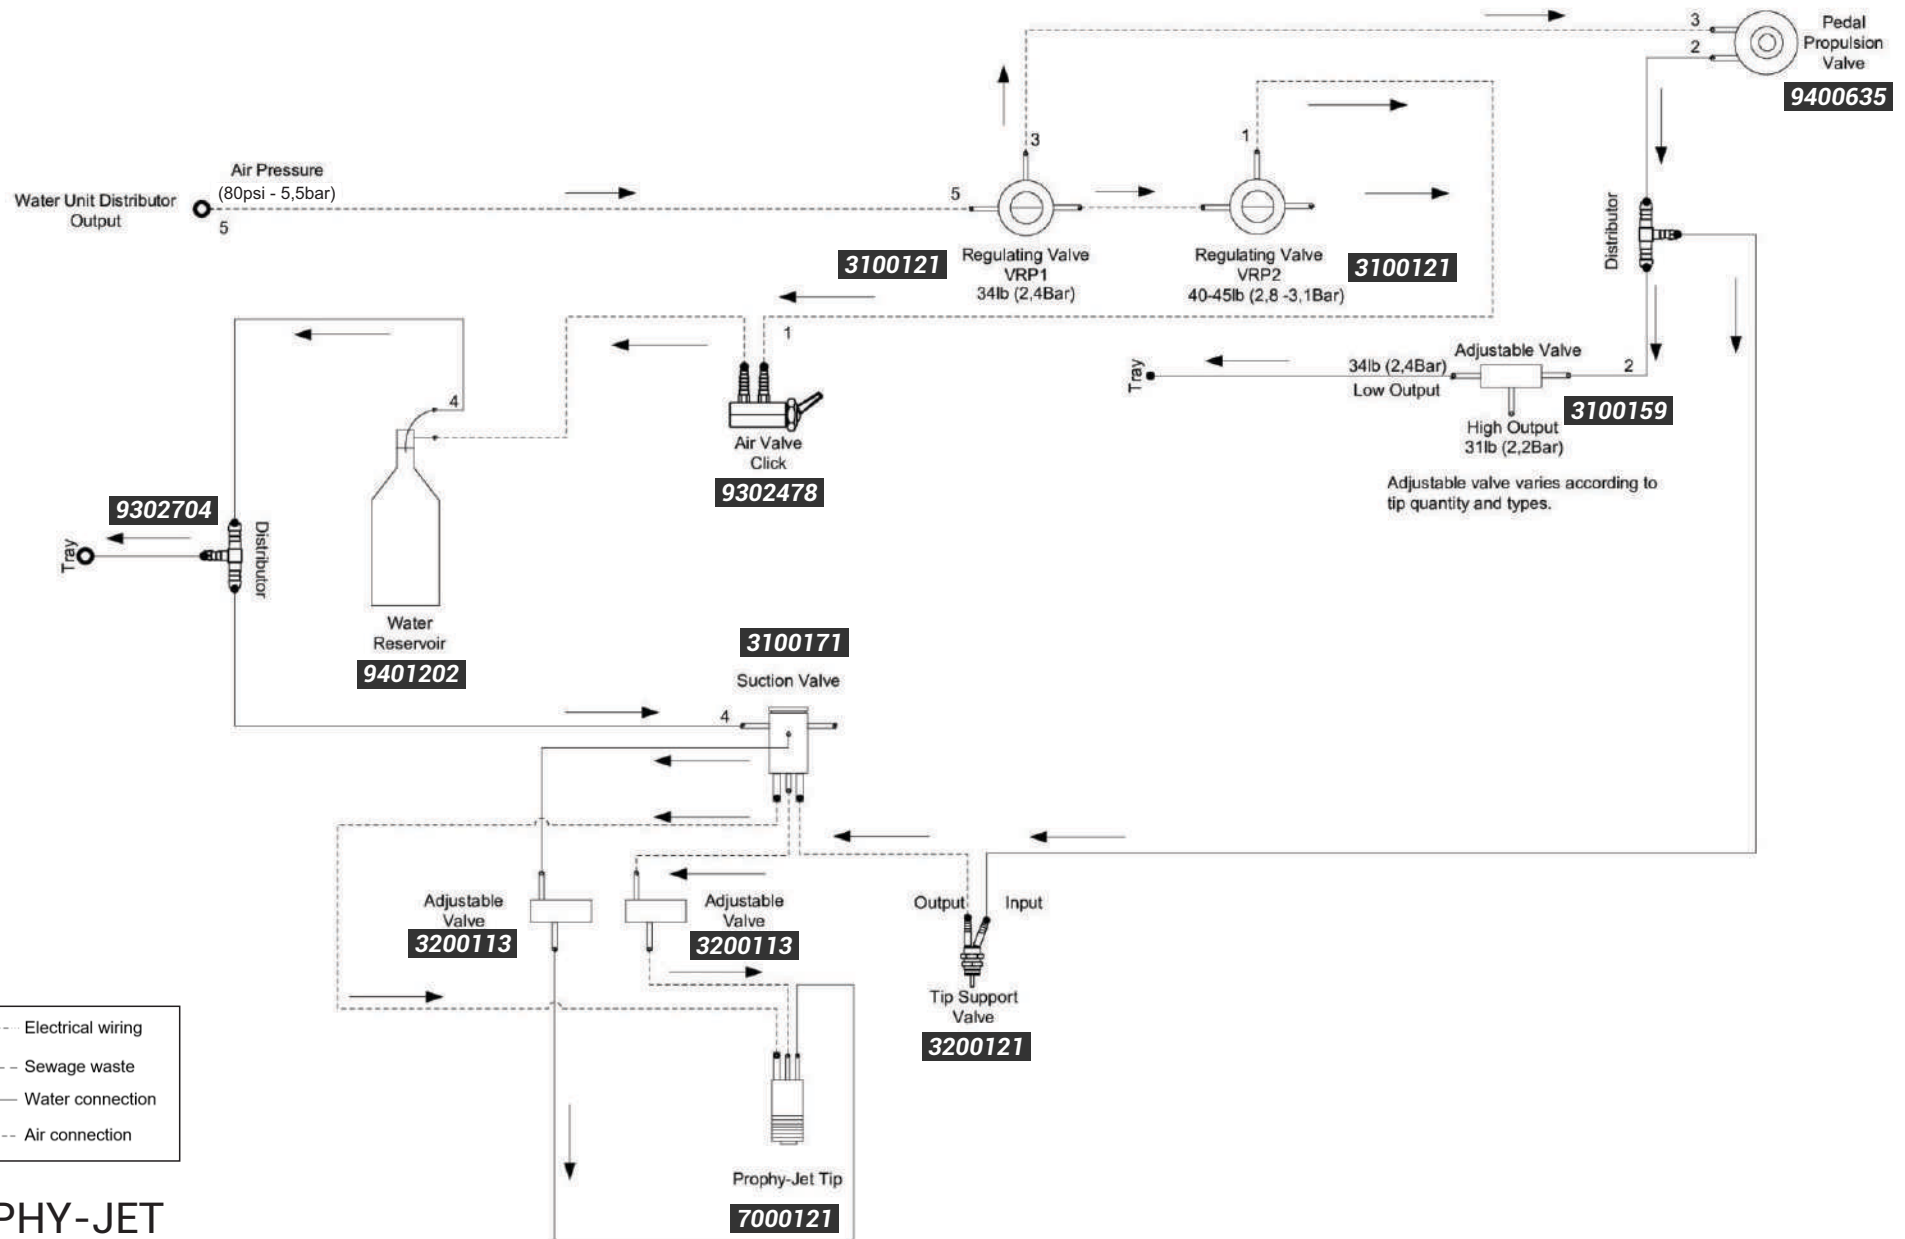 3
Pedal
Propulsion
Valve
2
9400635
Air Pressure
(80psi - 5,5bar)
Water Unit Distributor
Output
5
3
5
1
3100121
Regulating Valve
VRP1
34lb (2,4Bar)
Regulating Valve
VRP2
40-45lb (2,8 -3,1Bar)
3100121
Distributor
1
4
Air Valve
Click
9302478
Tray
34lb (2,4Bar)
Low Output
Adjustable Valve
2
3100159
High Output
31lb (2,2Bar)
Adjustable valve varies according to
tip quantity and types.
9302704
Tray
Distributor
Water
Reservoir
9401202
3100171
Suction Valve
4
Adjustable
Valve
3200113
Adjustable
Valve
3200113
Output
Input
Tip Support
Valve
3200121
Prophy-Jet Tip
7000121
Electrical wiring
Sewage waste
Water connection
Air connection
PHY-JET